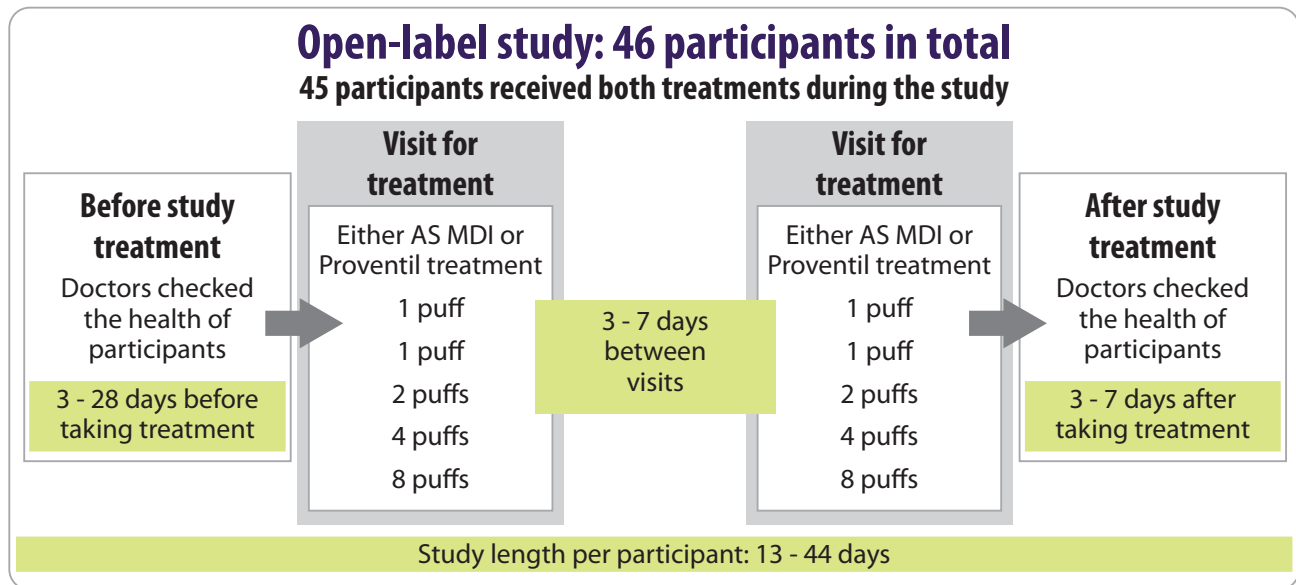 Open-label study: 46 participants in total
45 participants received both treatments during the study
Before study
treatment
Doctors checked
the health of
participants
3 - 28 days before
taking treatment
Visit for
treatment
Either AS MDI or
Proventil treatment
1 puff
1 puff
2 puffs
4 puffs
8 puffs
3 - 7 days
between
visits
Visit for
treatment
Either AS MDI or
Proventil treatment
1 puff
1 puff
2 puffs
4 puffs
8 puffs
After study
treatment
Doctors checked
the health of
participants
3 - 7 days after
taking treatment
Study length per participant: 13 - 44 days